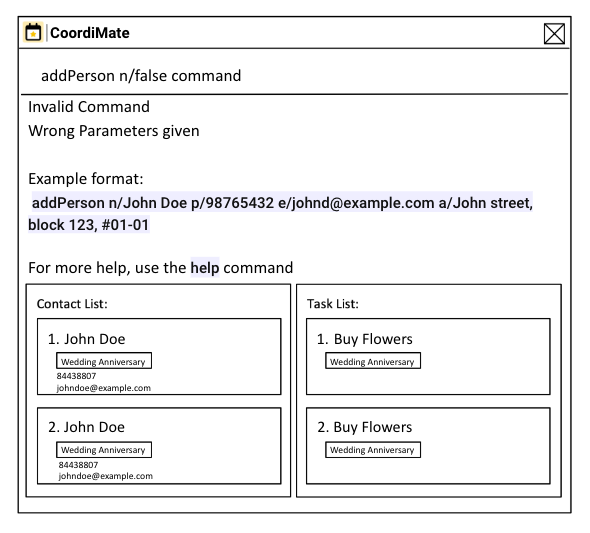 CoordiMate
addPerson n/false command
Invalid Command
Wrong Parameters given
Example format:
addPerson n/John Doe p/98765432 e/johnd@example.com a/John street,
block 123, #01-01
For more help, use the help command
Contact List:
1. John Doe
Wedding Anniversary
84438807
johndoe@example.com
2. John Doe
Wedding Anniversary
84438807
johndoe@example.com
Task List:
1. Buy Flowers
Wedding Anniversary
2. Buy Flowers
Wedding Anniversary